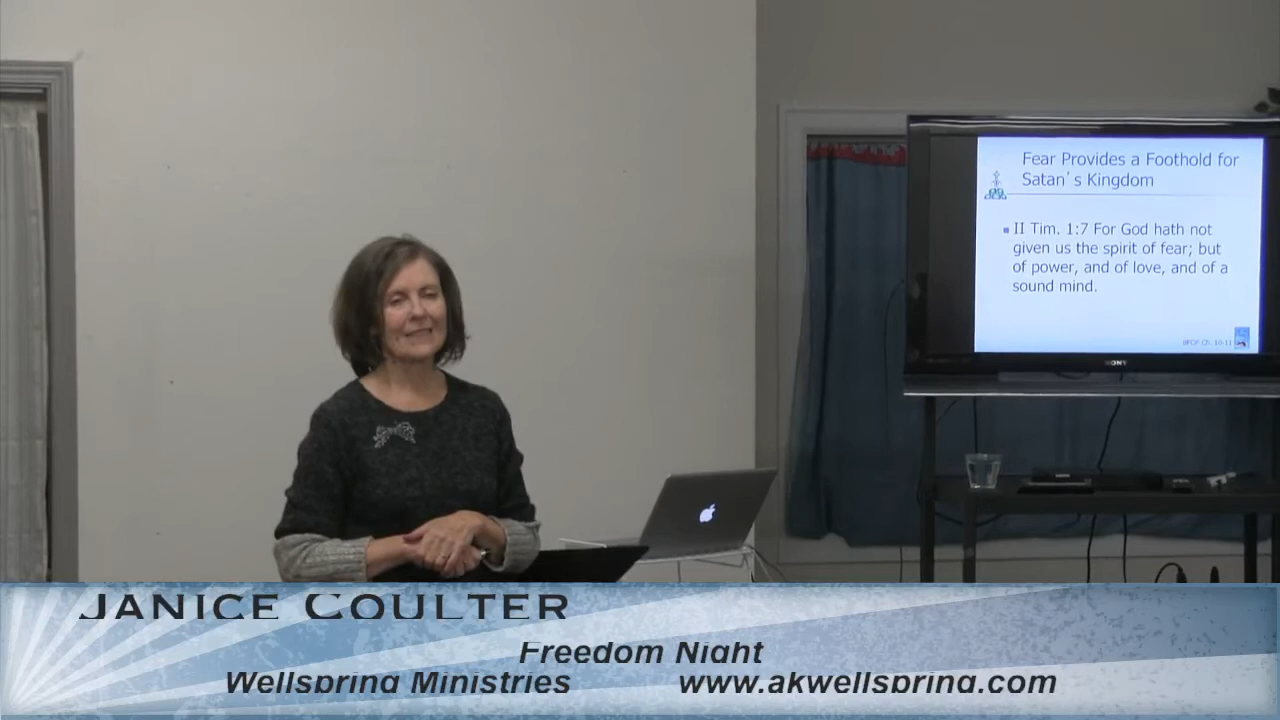 Fear Provides a Foothold for
Satan's Kingdom
II Tim. 1:7 For God hath not
given us the spirit of fear; but
of power, and of love, and of a
sound mind.
SONY
JANICE COULTER
Freedom Night
Wellspring Ministries www.akwellspring.com